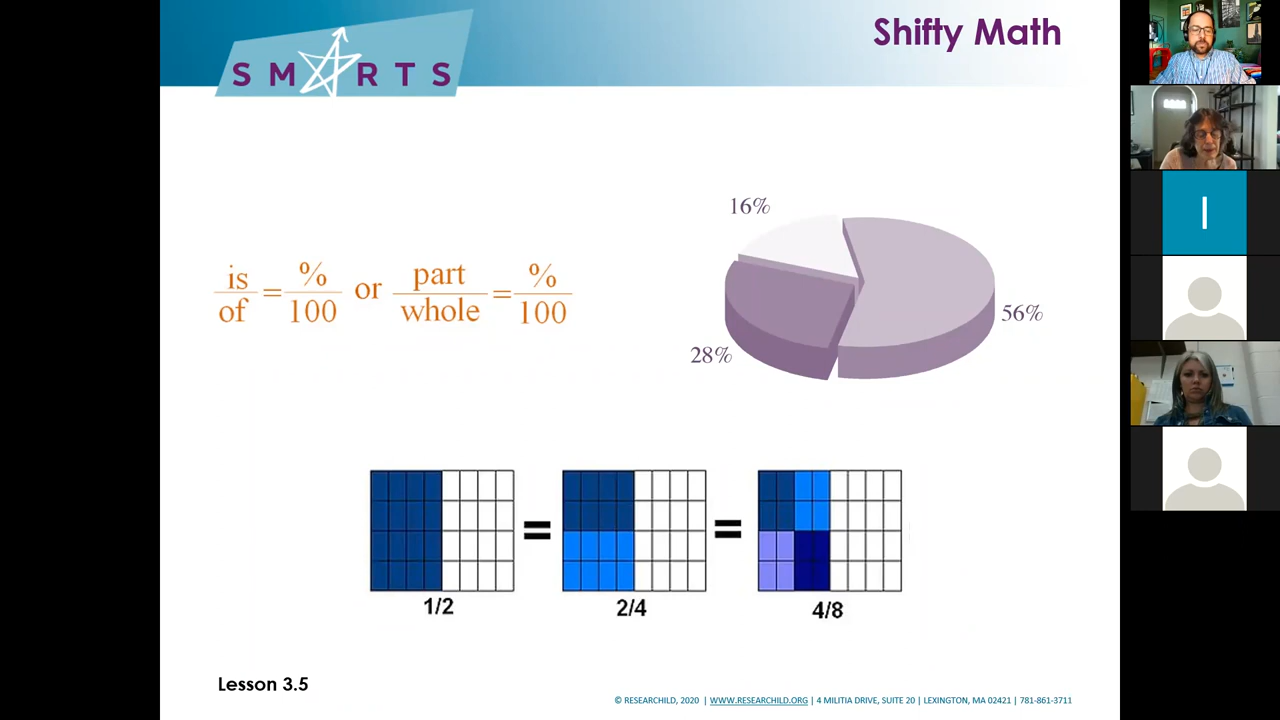 Shifty Math
SMARTS
is/of = %/100 or part/whole = %/100
16%
56%
28%
= =
1/2 2/4 4/8
Lesson 3.5
© RESEARCHILD, 2020 | WWW.RESEARCHILD.ORG | 4 MILITIA DRIVE, SUITE 20 | LEXINGTON, MA 02421 | 781-861-3711
I